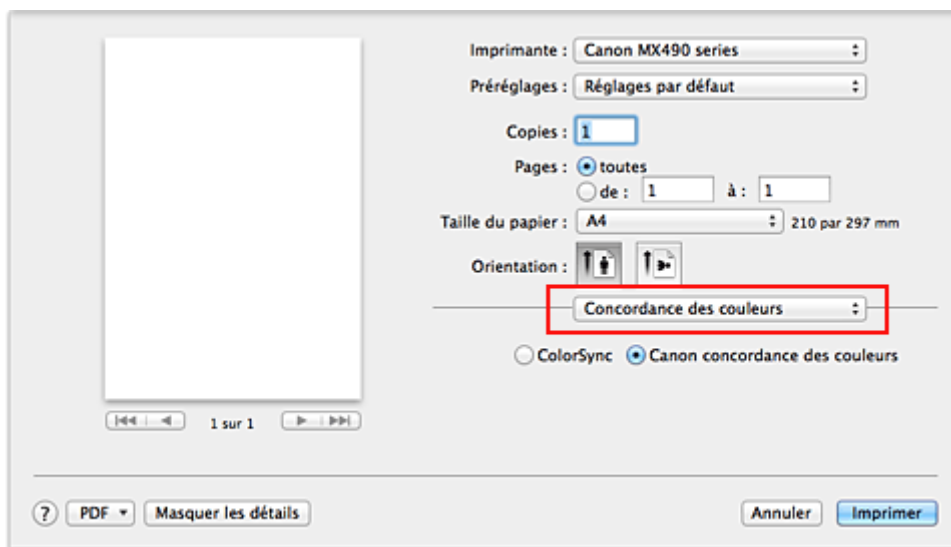 Imprimante : Canon MX490 series
Préréglages : Réglages par défaut
Copies : 1
Pages : toutes
de : 1 à : 1
Taille du papier : A4 210 par 297 mm
Orientation :
Concordance des couleurs
ColorSync Canon concordance des couleurs
1 sur 1
? PDF Masquer les détails Annuler Imprimer